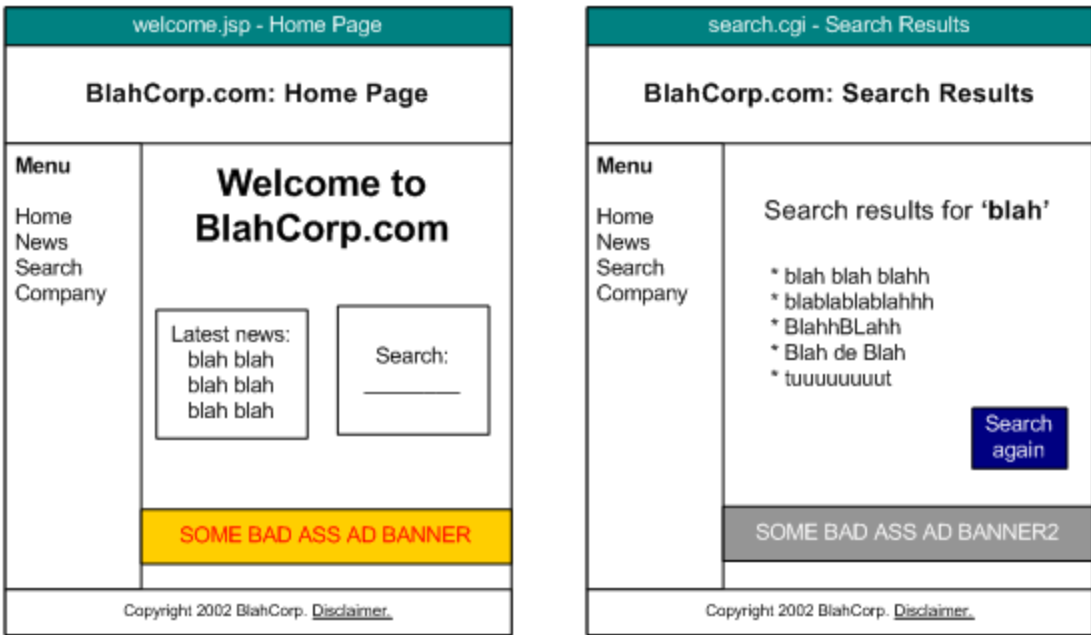 welcome.jsp - Home Page
BlahCorp.com: Home Page
Menu
Home
News
Search
Company
Welcome to
BlahCorp.com
Latest news:
blah blah
blah blah
blah blah
Search:
SOME BAD ASS AD BANNER
Copyright 2002 BlahCorp. Disclaimer.
search.cgi - Search Results
BlahCorp.com: Search Results
Menu
Home
News
Search
Company
Search results for ‘blah’
* blah blah blahh
* blablablablahhh
* BlahhBLahh
* Blah de Blah
* tuuuuuuuut
Search
again
SOME BAD ASS AD BANNER2
Copyright 2002 BlahCorp. Disclaimer.